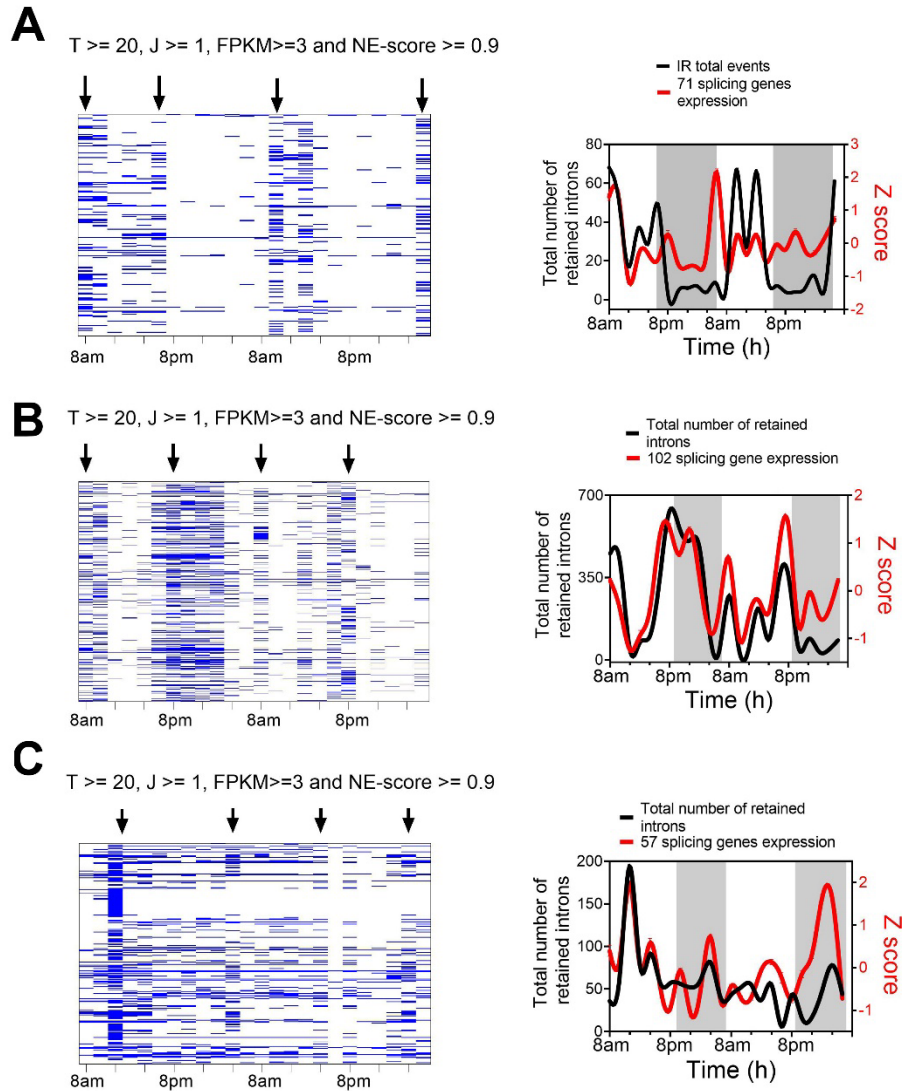 A
T >= 20, J >= 1, FPKM>=3 and NE-score >= 0.9
8am 8pm 8am 8pm
IR total events
71 splicing genes
expression
Total number of
retained introns
80
60
40
20
0
3
2
1
0
-1
-2
Z score
8am 8pm 8am 8pm
Time (h)
B
T >= 20, J >= 1, FPKM>=3 and NE-score >= 0.9
8am 8pm 8am 8pm
Total number of retained
introns
102 splicing gene expression
Total number of
retained introns
700
350
0
2
1
0
-1
Z score
8am 8pm 8am 8pm
Time (h)
C
T >= 20, J >= 1, FPKM>=3 and NE-score >= 0.9
8am 8pm 8am 8pm
Total number of retained
introns
57 splicing genes expression
Total number of
retained introns
200
150
100
50
0
2
1
0
-1
Z score
8am 8pm 8am 8pm
Time (h)